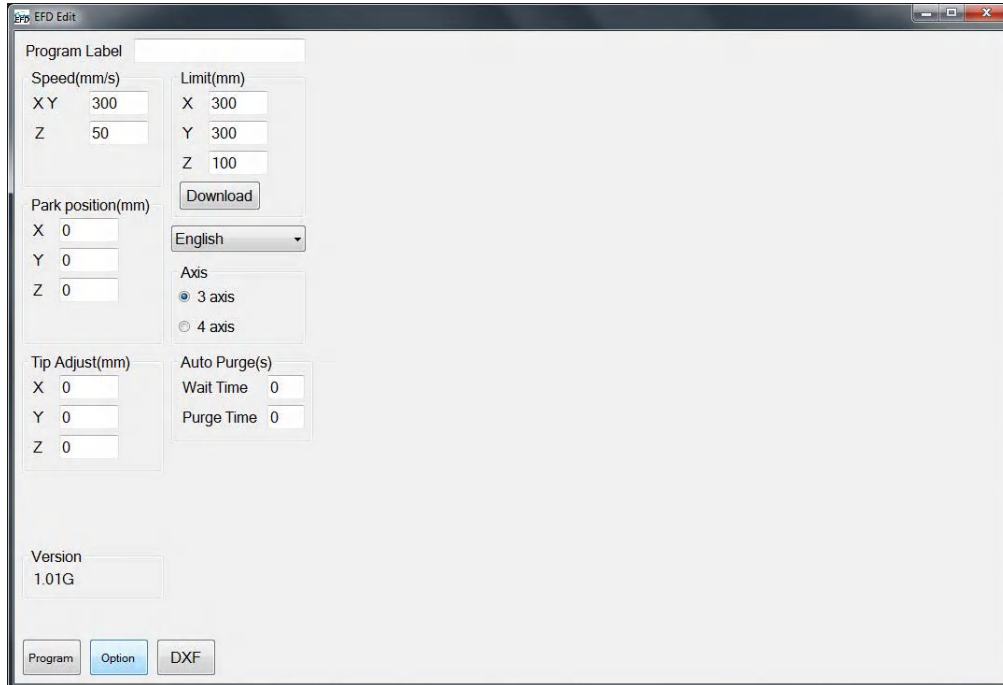 EFD EFD Edit
Program Label
Speed(mm/s)
X Y 300
Z 50
Limit(mm)
X 300
Y 300
Z 100
Download
Park position(mm)
X 0
Y 0
Z 0
English
Axis
3 axis
4 axis
Tip Adjust(mm)
X 0
Y 0
Z 0
Auto Purge(s)
Wait Time 0
Purge Time 0
Version
1.01G
Program Option DXF